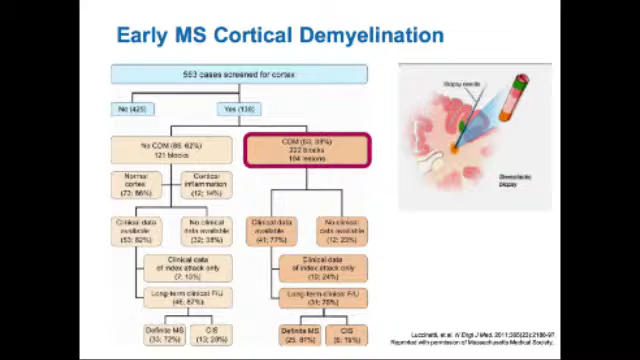 Early MS Cortical Demyelination
563 cases screened for cortex
No (425)
Yes (138)
No CDM (85; 62%)
121 blocks
CDM (53; 38%)
222 blocks
104 lesions
Normal
cortex
(73; 86%)
Cortical
inflammation
(12; 14%)
Clinical data
available
(53; 62%)
No clinical
data available
(32; 38%)
Clinical data
available
(41; 77%)
No clinical
data available
(12; 23%)
Clinical data
of index attack only
(7; 13%)
Clinical data
of index attack only
(10; 24%)
Long-term clinical F/U
(46; 87%)
Long-term clinical F/U
(31; 76%)
Definite MS
(33; 72%)
CIS
(13; 28%)
Definite MS
(25; 81%)
CIS
(6; 19%)
Biopsy needle
Stereotactic
biopsy
Lucchinetti, et al. N Engl J Med. 2011;365(23):2188-97
Reprinted with permission of Massachusetts Medical Society.